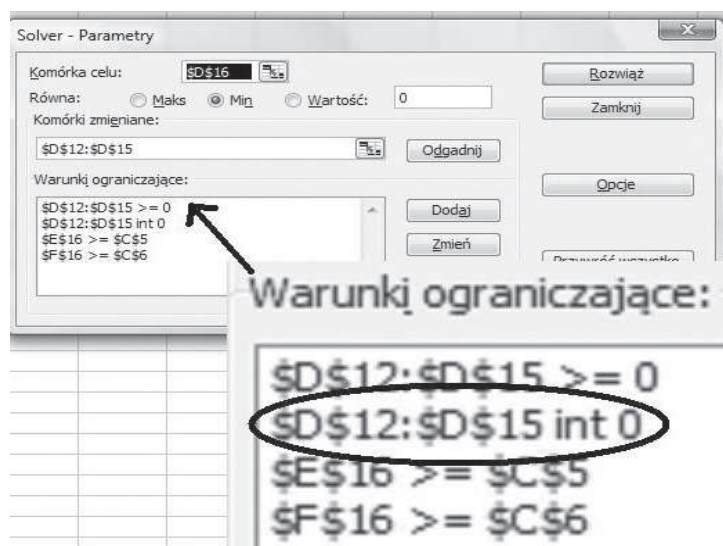 Solver - Parametry
Komórka celu: $D$16 Rozwiąż
Równa: Maks Min Wartość: 0 Zamknij
Komórki zmieniane:
$D$12:$D$15 Odgadnij
Warunki ograniczające: Opcje
$D$12:$D$15 >= 0 Dodaj
$D$12:$D$15 int 0
$E$16 >= $C$5 Zmień
$F$16 >= $C$6
Przywróć wszystko
Warunki ograniczające:
$D$12:$D$15 >= 0
$D$12:$D$15 int 0
$E$16 >= $C$5
$F$16 >= $C$6